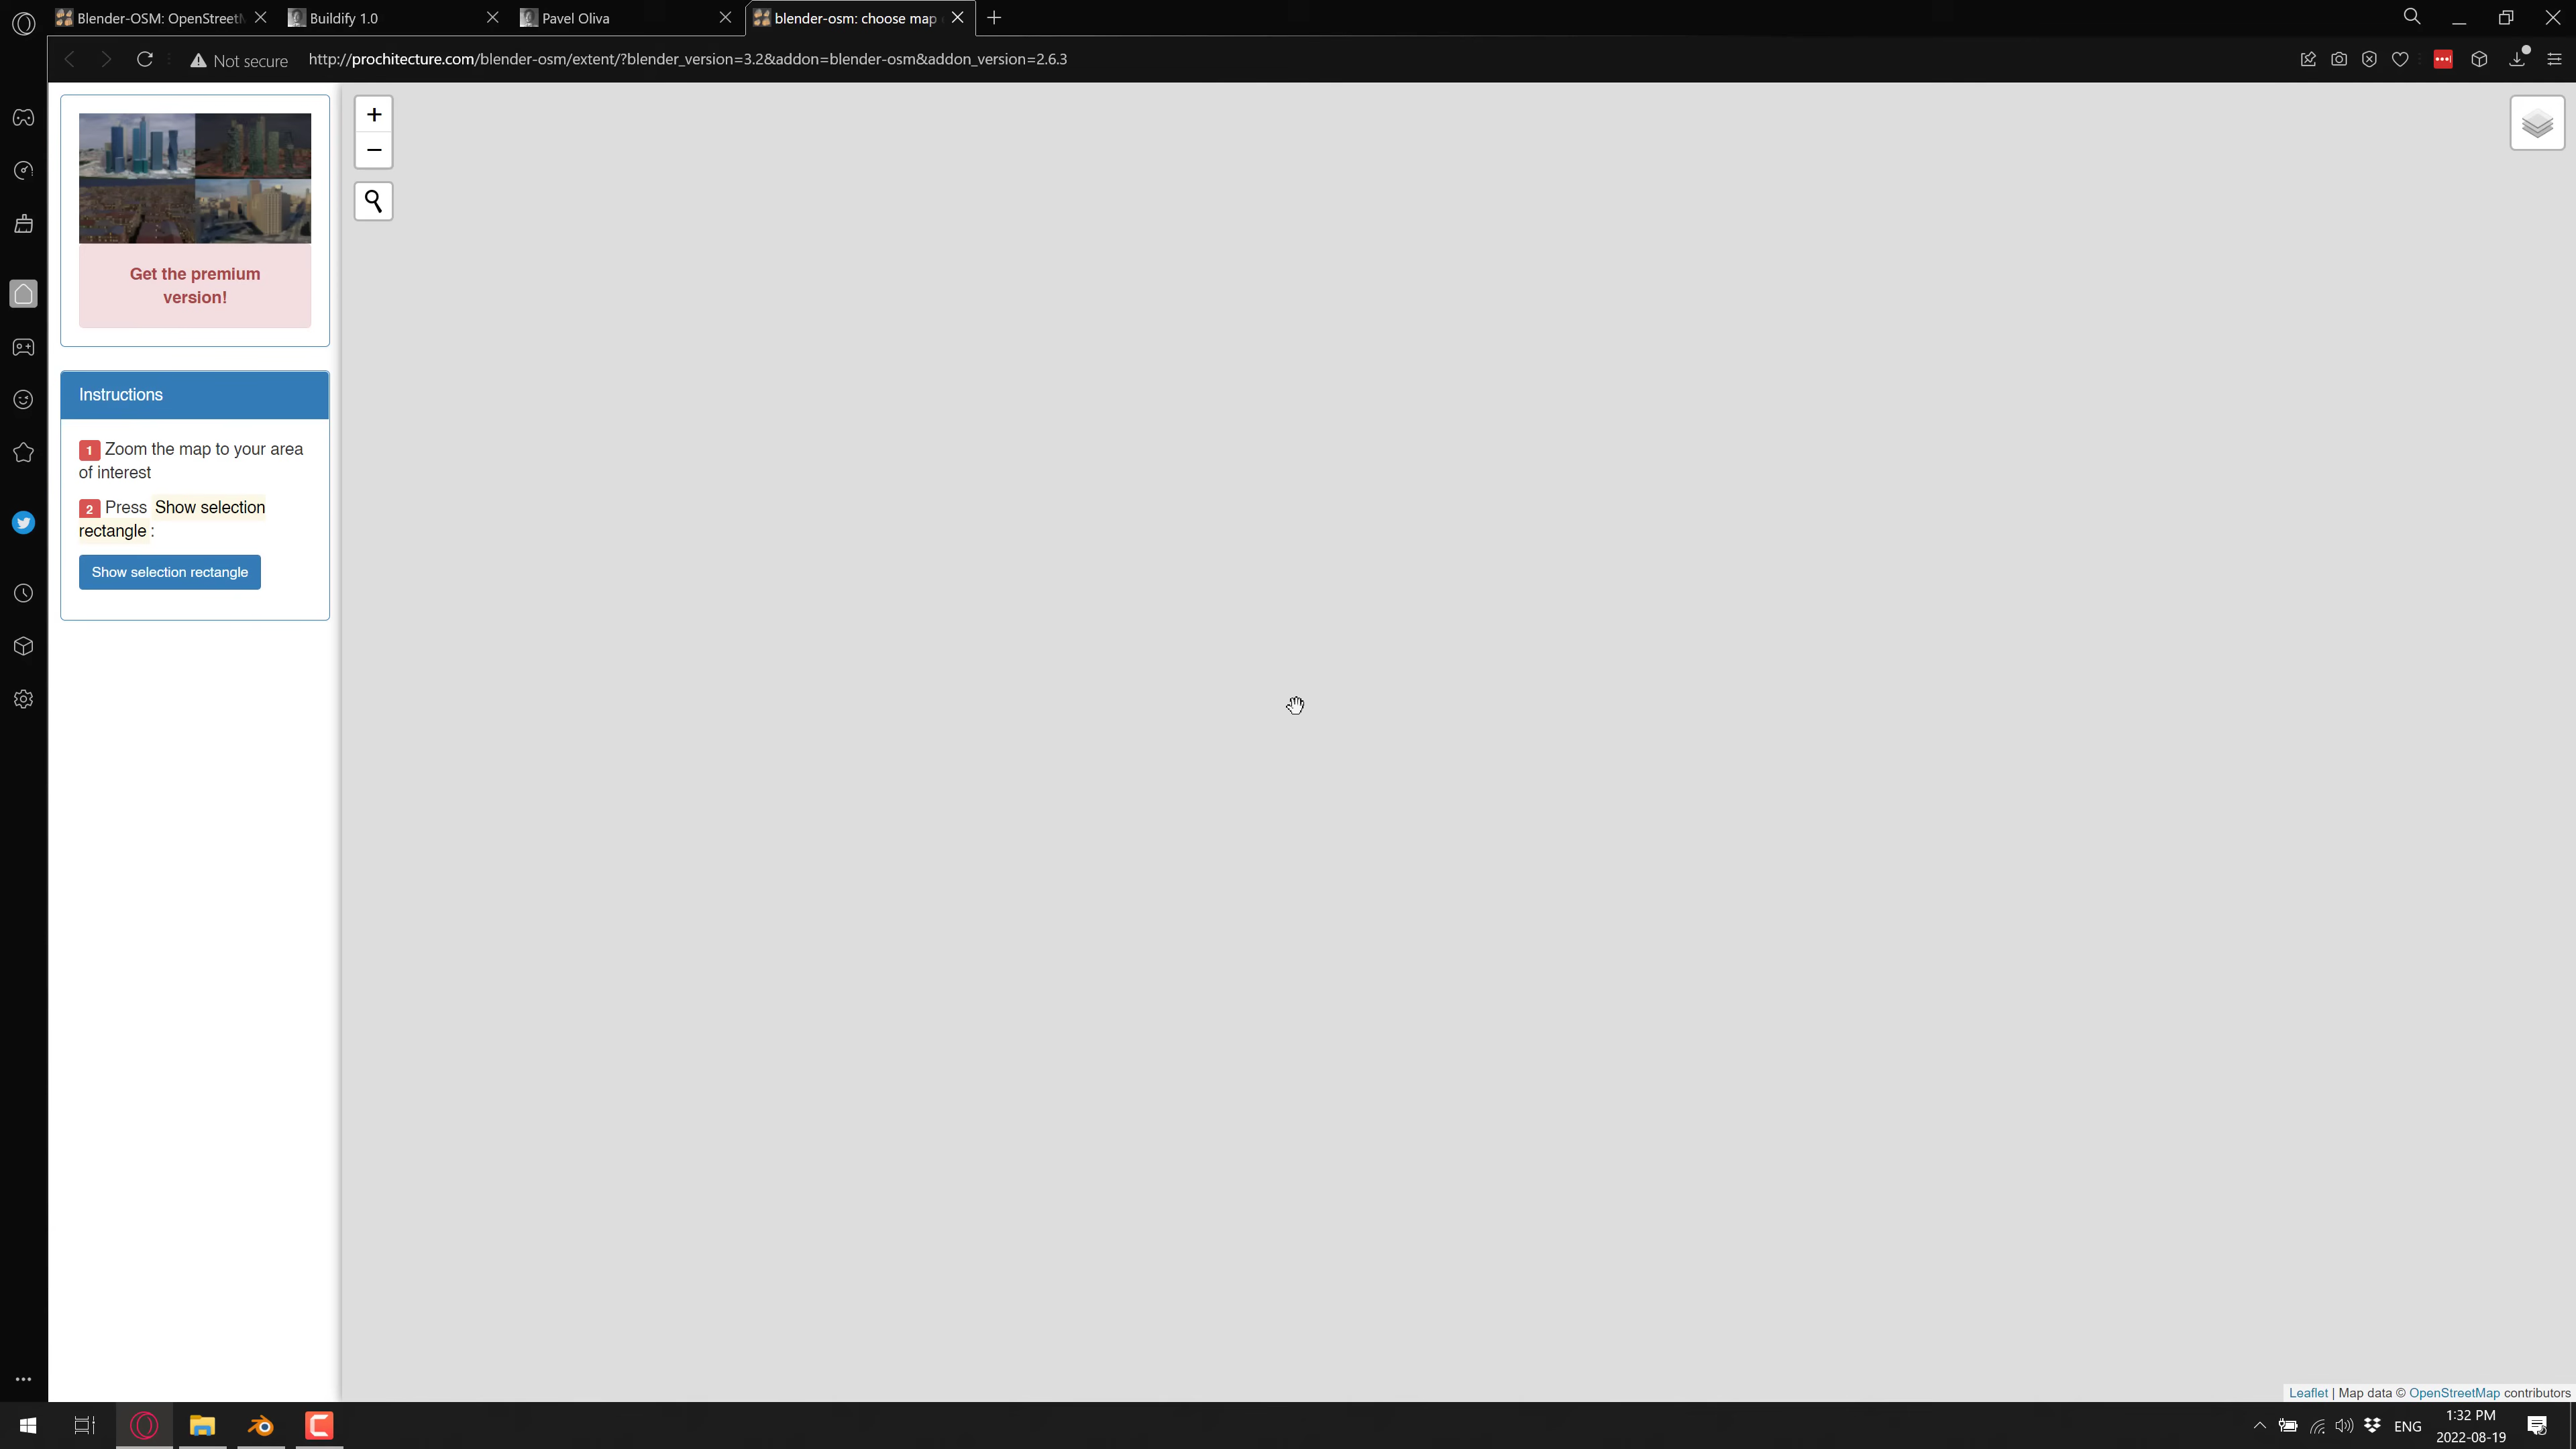 Blender-OSM: OpenStreetM
Buildify 1.0
Pavel Oliva
blender-osm: choose map
Not secure
http://prochitecture.com/blender-osm/extent/?blender_version=3.2&addon=blender-osm&addon_version=2.6.3
Get the premium
version!
Instructions
1 Zoom the map to your area
of interest
2 Press Show selection
rectangle :
Show selection rectangle
+
−
Leaflet | Map data © OpenStreetMap contributors
ENG
1:32 PM
2022-08-19